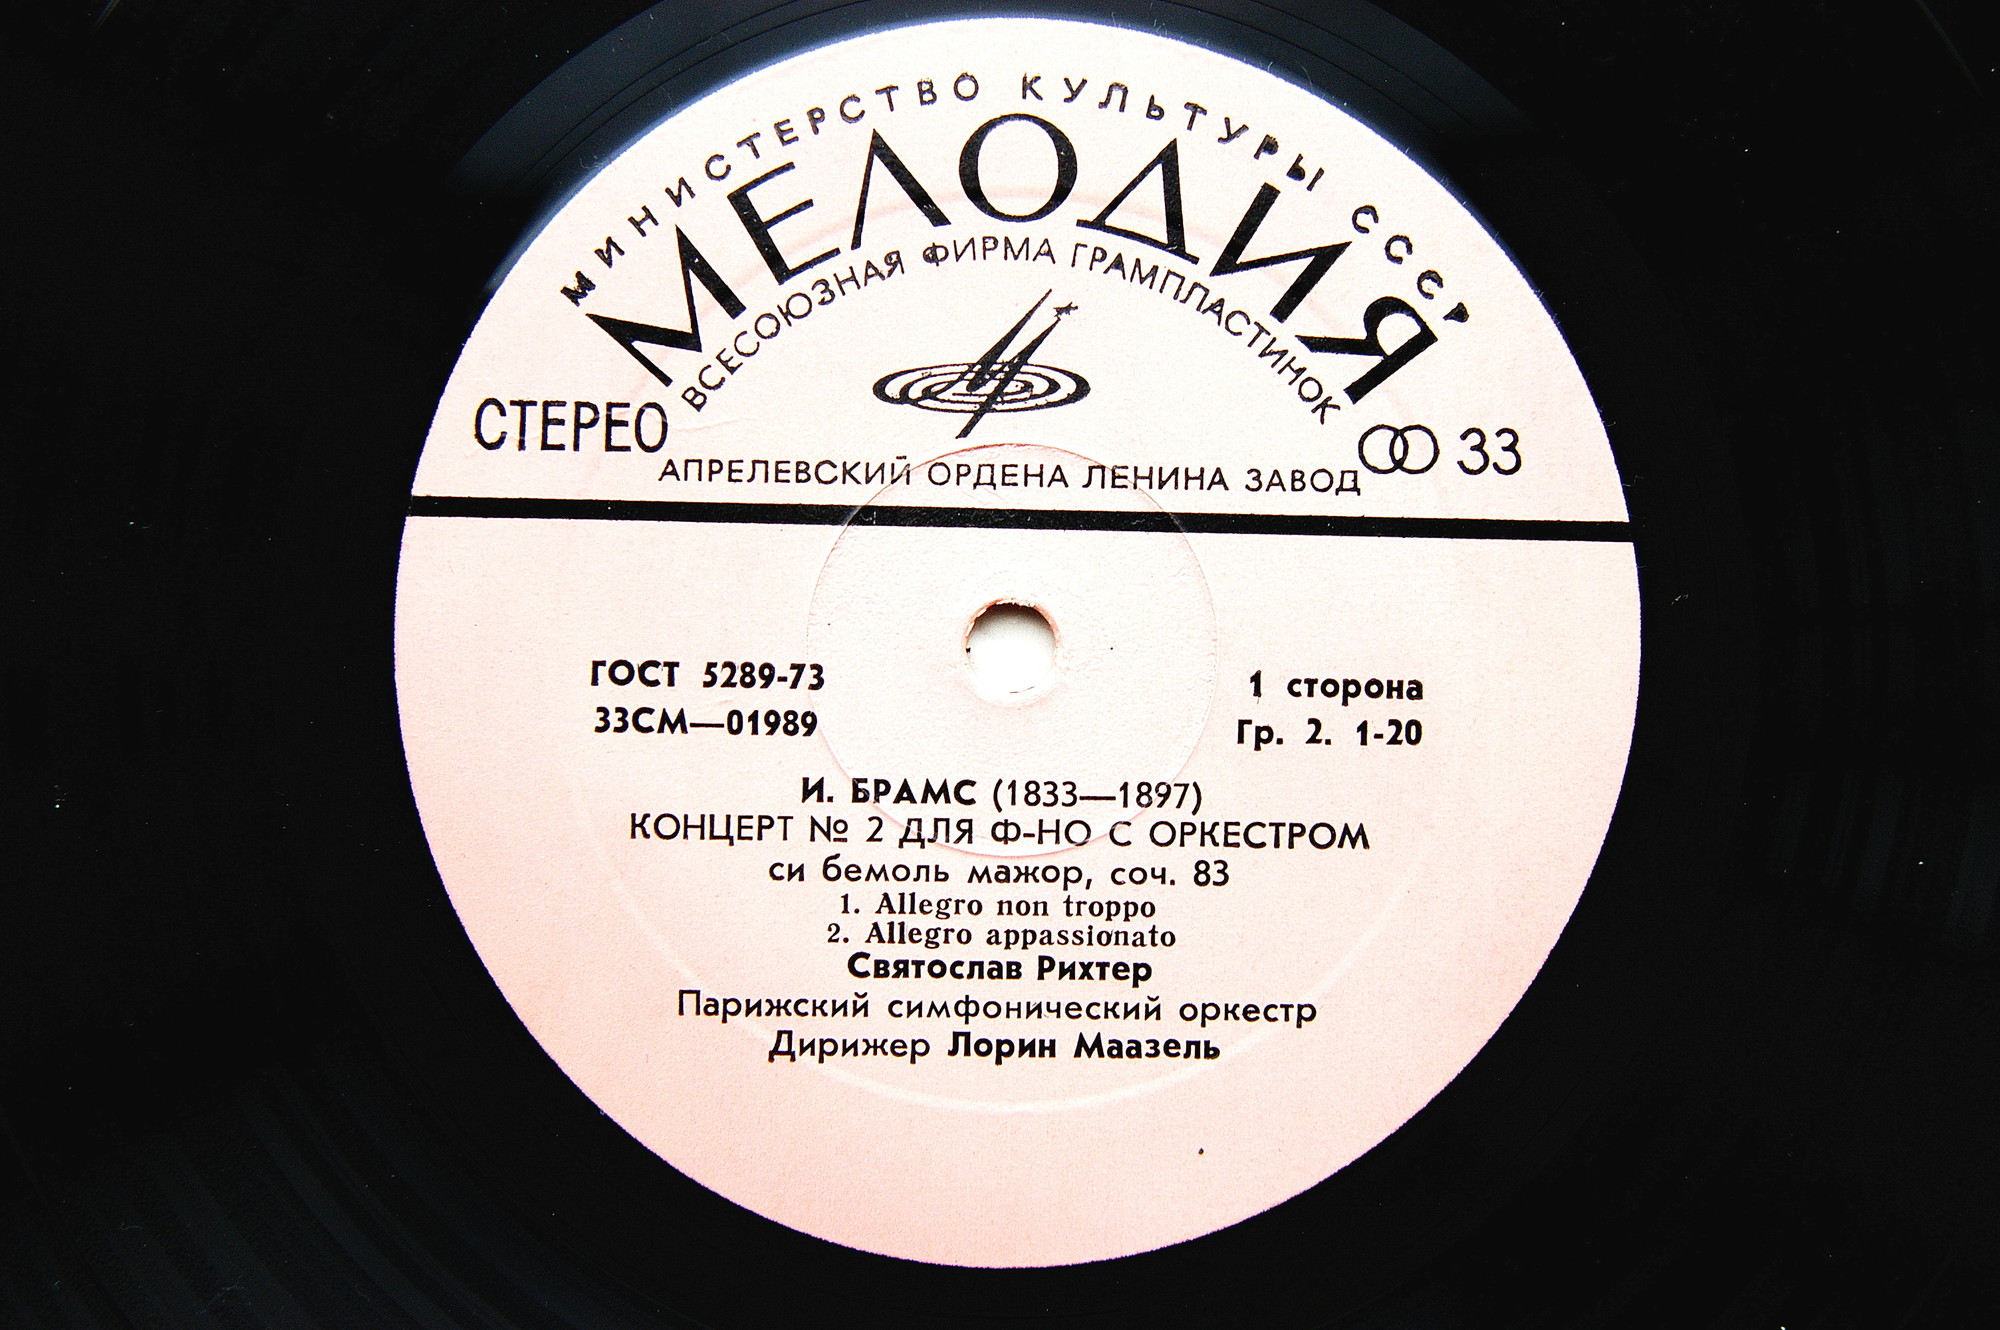 МИНИСТЕРСТВО КУЛЬТУРЫ СССР
МЕЛОДИЯ
ВСЕСОЮЗНАЯ ФИРМА ГРАМПЛАСТИНОК
СТЕРЕО
33
АПРЕЛЕВСКИЙ ОРДЕНА ЛЕНИНА ЗАВОД
ГОСТ 5289-73
33СМ—01989
1 сторона
Гр. 2. 1-20
И. БРАМС (1833—1897)
КОНЦЕРТ № 2 ДЛЯ Ф-НО С ОРКЕСТРОМ
си бемоль мажор, соч. 83
1. Allegro non troppo
2. Allegro appassionato
Святослав Рихтер
Парижский симфонический оркестр
Дирижер Лорин Маазель